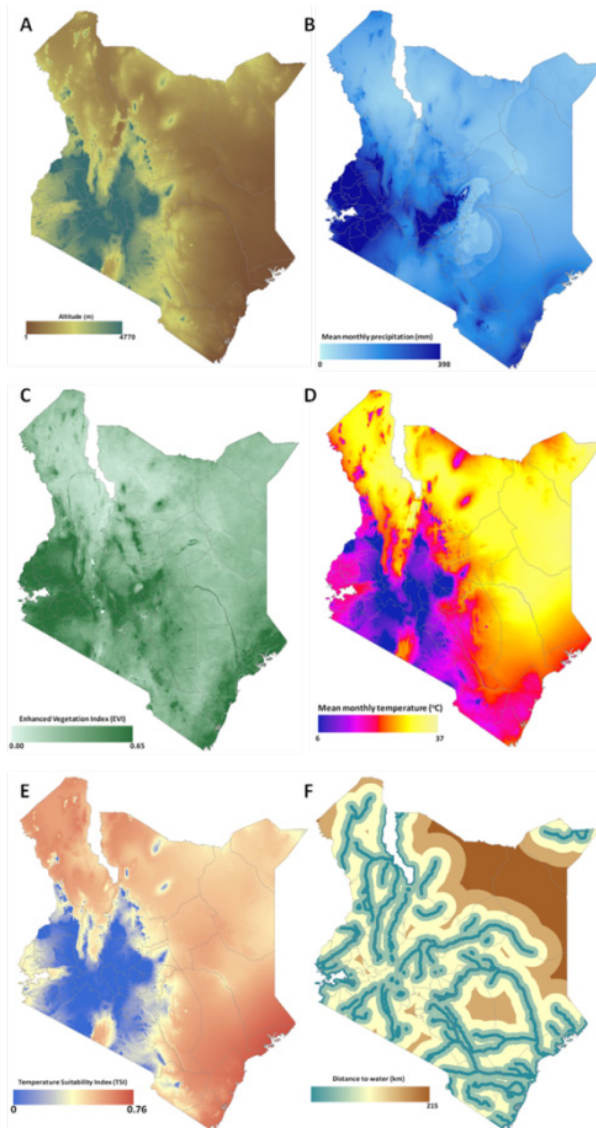 A
B
Altitude (m)
1 4770
Mean monthly precipitation (mm)
0 398
C
D
Enhanced Vegetation Index (EVI)
0.00 0.65
Mean monthly temperature (°C)
6 37
E
F
Temperature Suitability Index (TSI)
0 0.76
Distance to water (km)
215